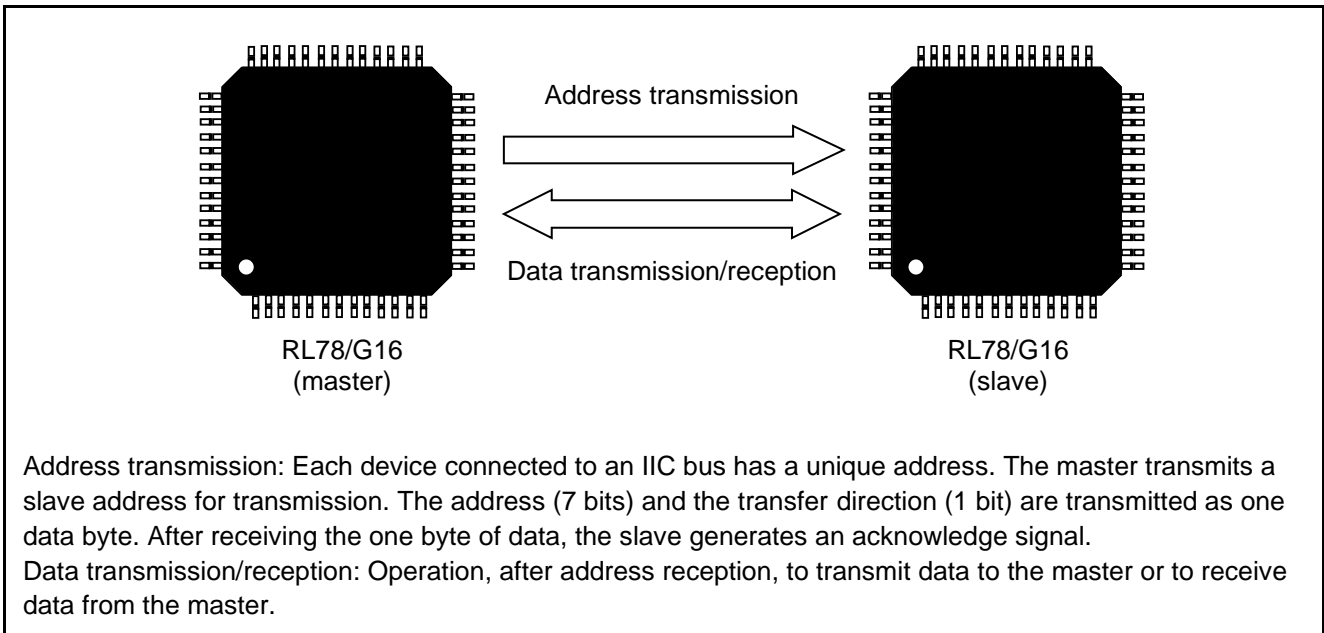 Address transmission
Data transmission/reception
RL78/G16
(master)
RL78/G16
(slave)
Address transmission: Each device connected to an IIC bus has a unique address. The master transmits a
slave address for transmission. The address (7 bits) and the transfer direction (1 bit) are transmitted as one
data byte. After receiving the one byte of data, the slave generates an acknowledge signal.
Data transmission/reception: Operation, after address reception, to transmit data to the master or to receive
data from the master.